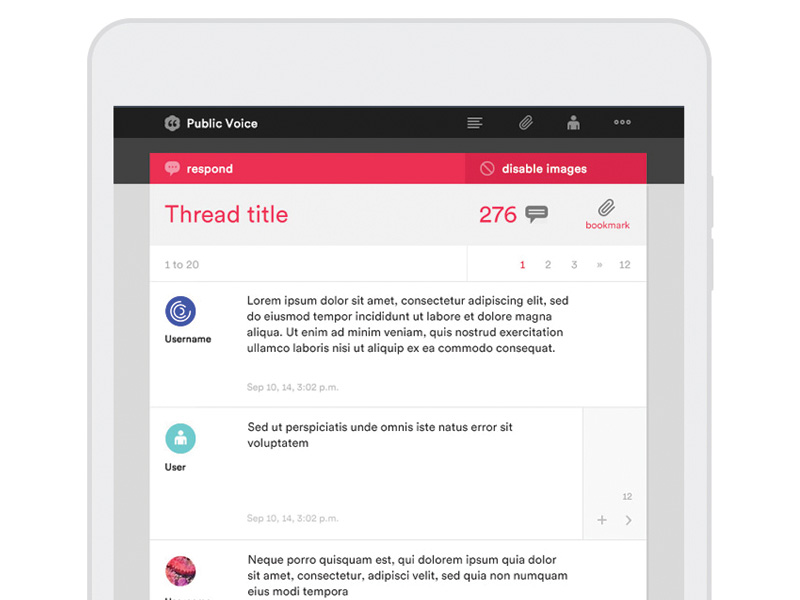 Public Voice
respond
disable images
Thread title
276
bookmark
1 to 20
1 2 3 » 12
Lorem ipsum dolor sit amet, consectetur adipiscing elit, sed
do eiusmod tempor incididunt ut labore et dolore magna
aliqua. Ut enim ad minim veniam, quis nostrud exercitation
ullamco laboris nisi ut aliquip ex ea commodo consequat.
Username
Sep 10, 14, 3:02 p.m.
Sed ut perspiciatis unde omnis iste natus error sit
voluptatem
User
12
Sep 10, 14, 3:02 p.m.
Neque porro quisquam est, qui dolorem ipsum quia dolor
sit amet, consectetur, adipisci velit, sed quia non numquam
eius modi tempora